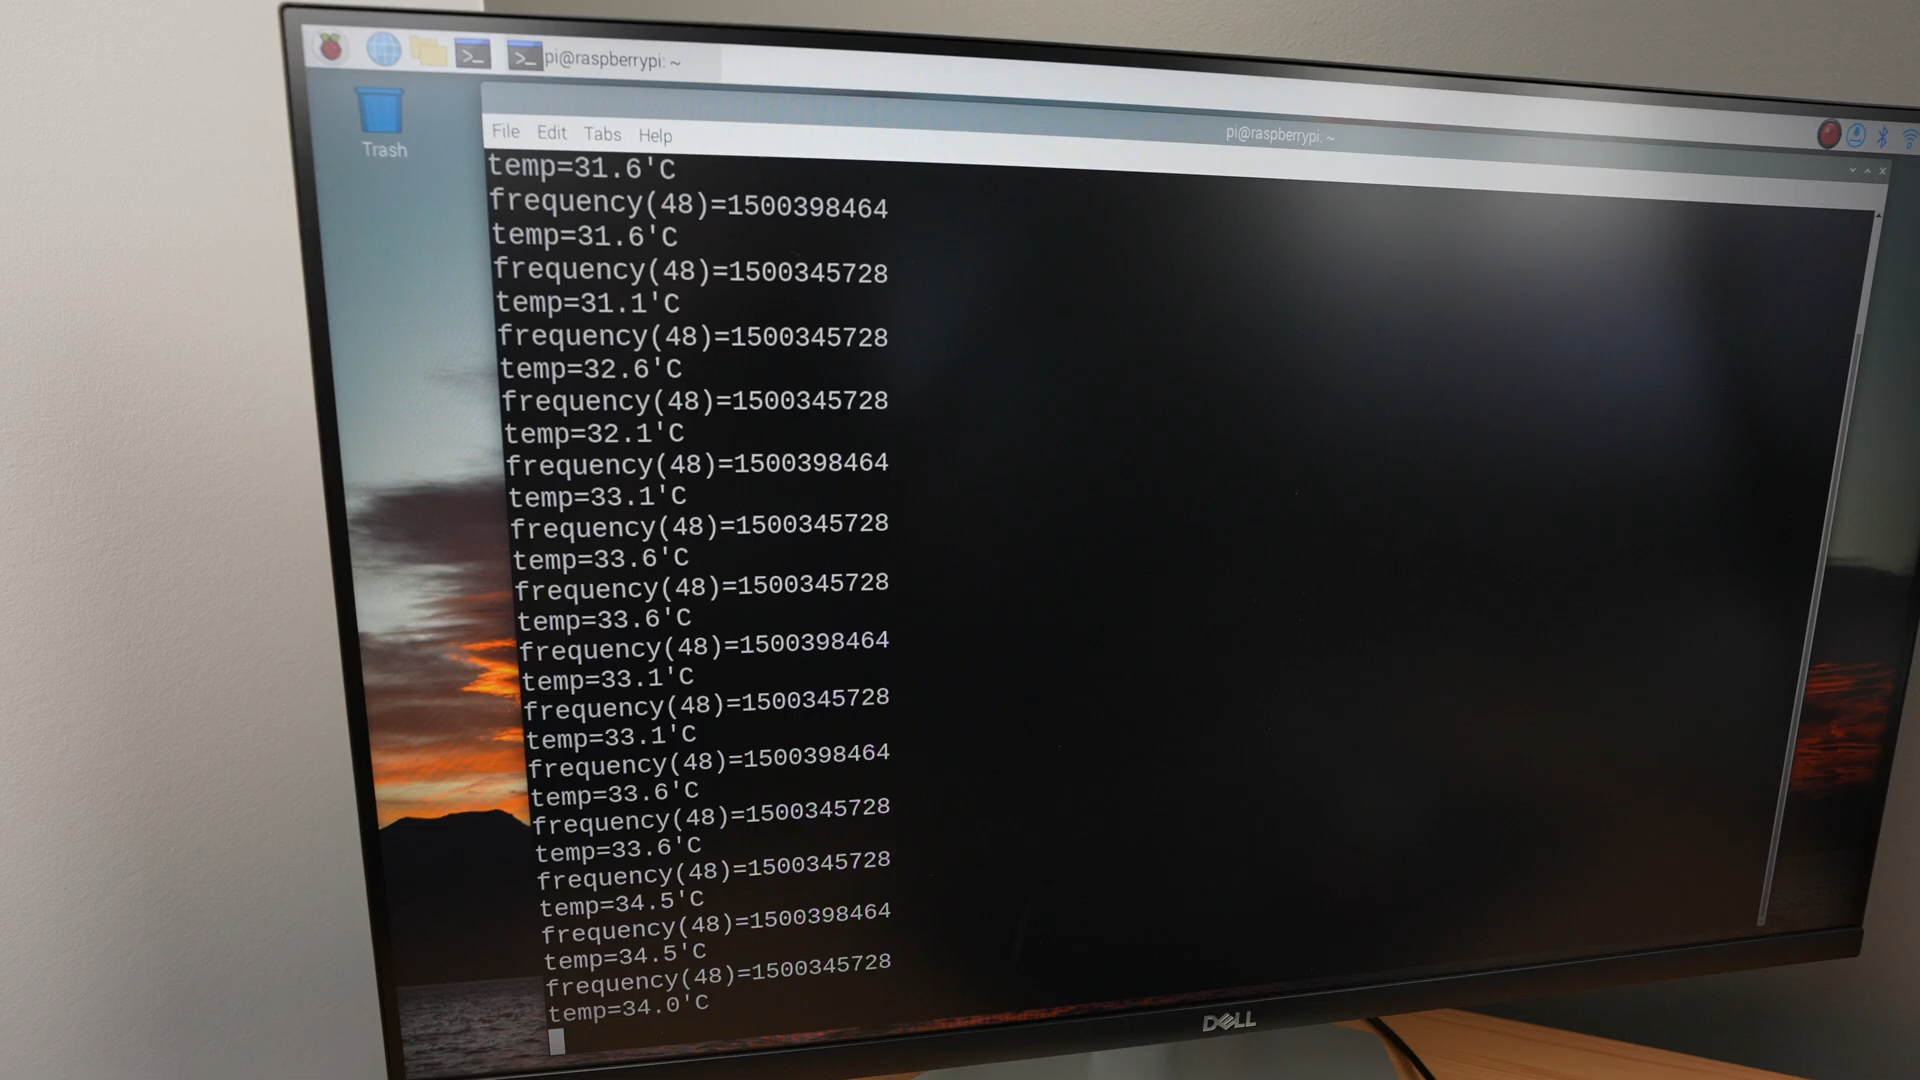 pi@raspberrypi: ~
Trash
File Edit Tabs Help
pi@raspberrypi: ~
temp=31.6'C
frequency(48)=1500398464
temp=31.6'C
frequency(48)=1500345728
temp=31.1'C
frequency(48)=1500345728
temp=32.6'C
frequency(48)=1500345728
temp=32.1'C
frequency(48)=1500398464
temp=33.1'C
frequency(48)=1500345728
temp=33.6'C
frequency(48)=1500345728
temp=33.6'C
frequency(48)=1500398464
temp=33.1'C
frequency(48)=1500345728
temp=33.1'C
frequency(48)=1500398464
temp=33.6'C
frequency(48)=1500345728
temp=33.6'C
frequency(48)=1500345728
temp=34.5'C
frequency(48)=1500398464
temp=34.5'C
frequency(48)=1500345728
temp=34.0'C
DELL